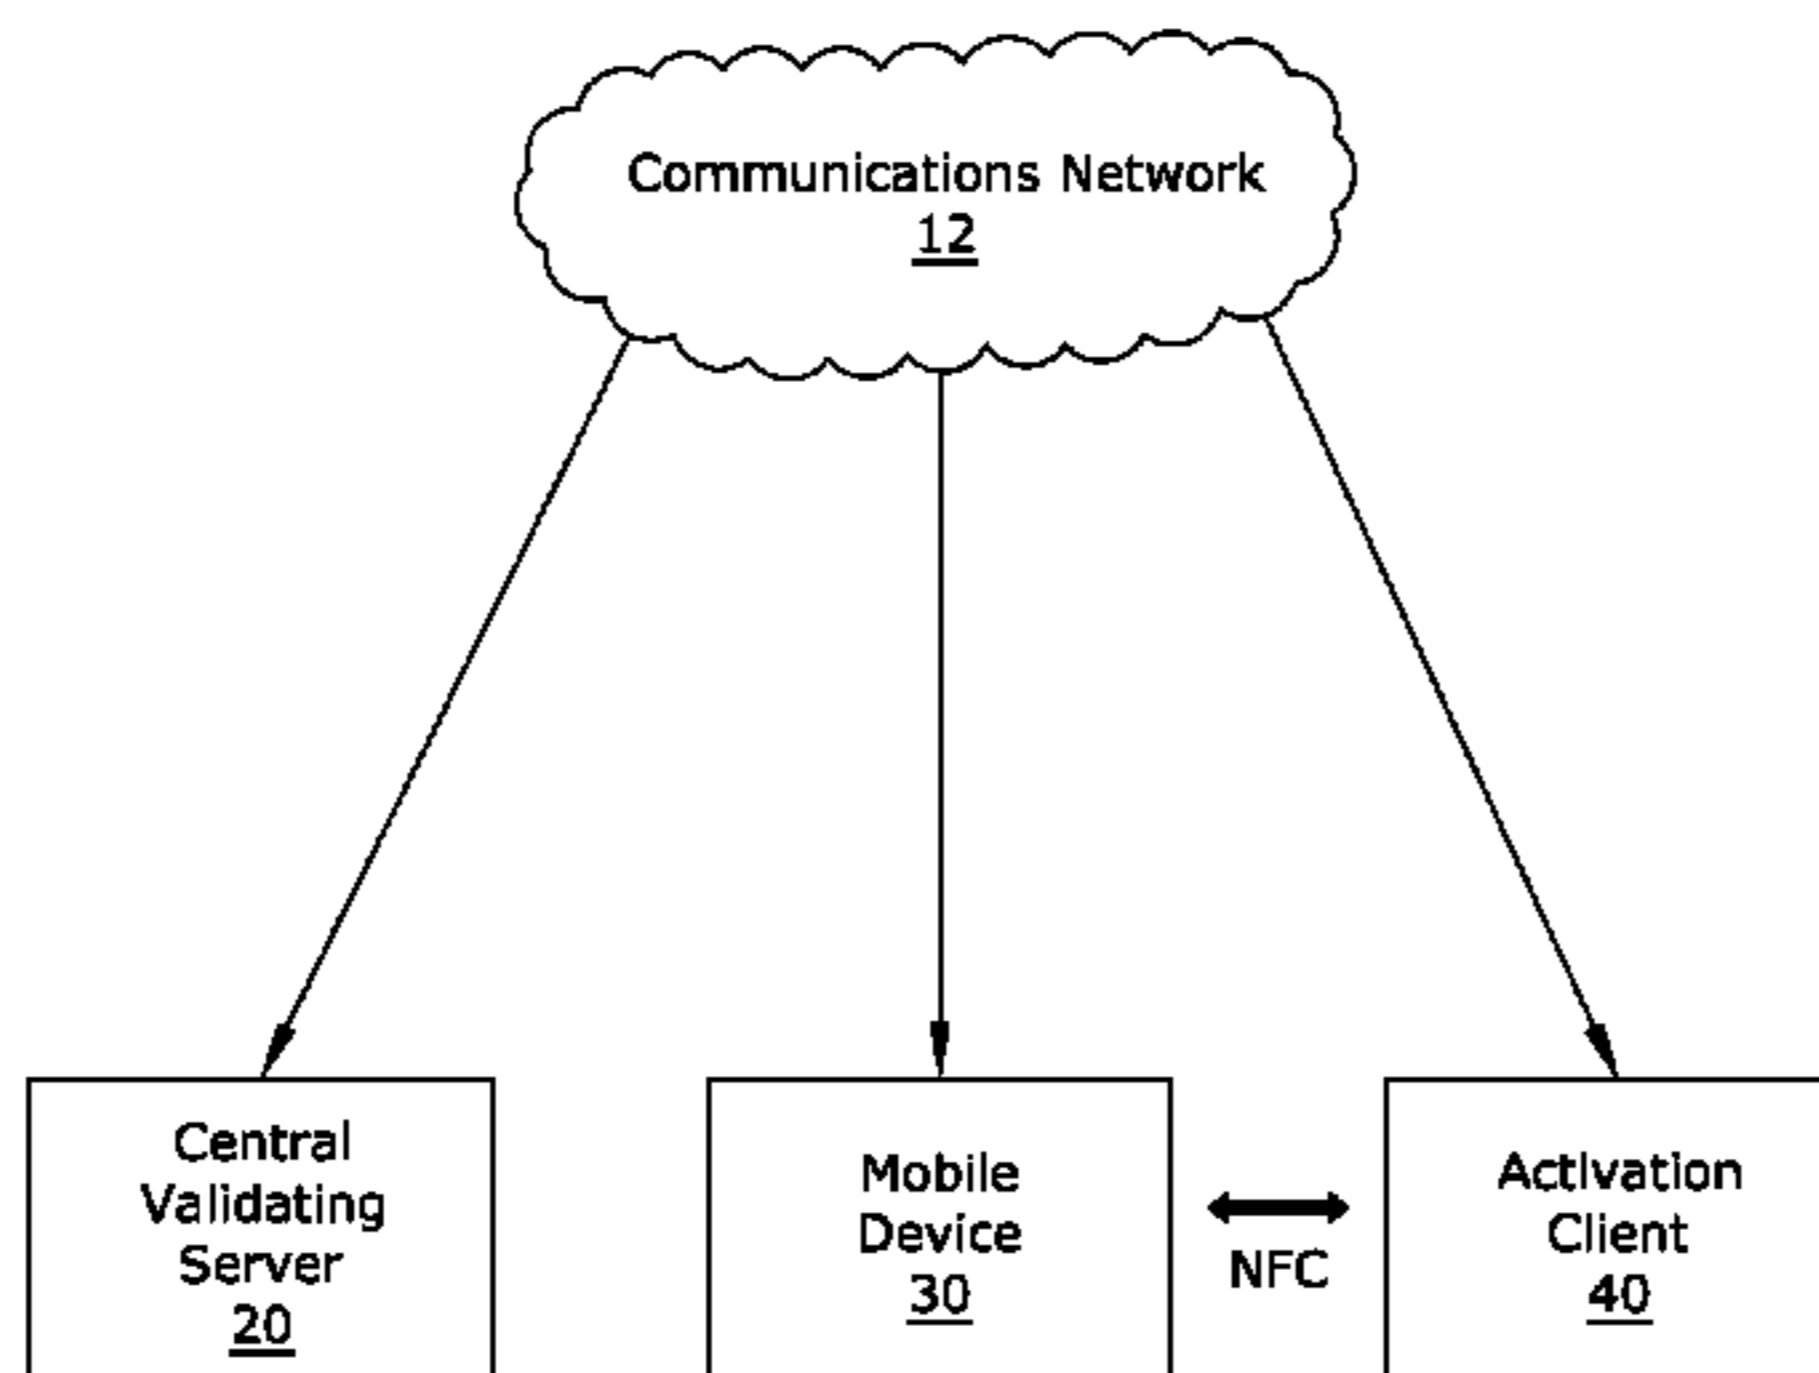 Communications Network
12
Central
Validating
Server
20
Mobile
Device
30
NFC
Activation
Client
40